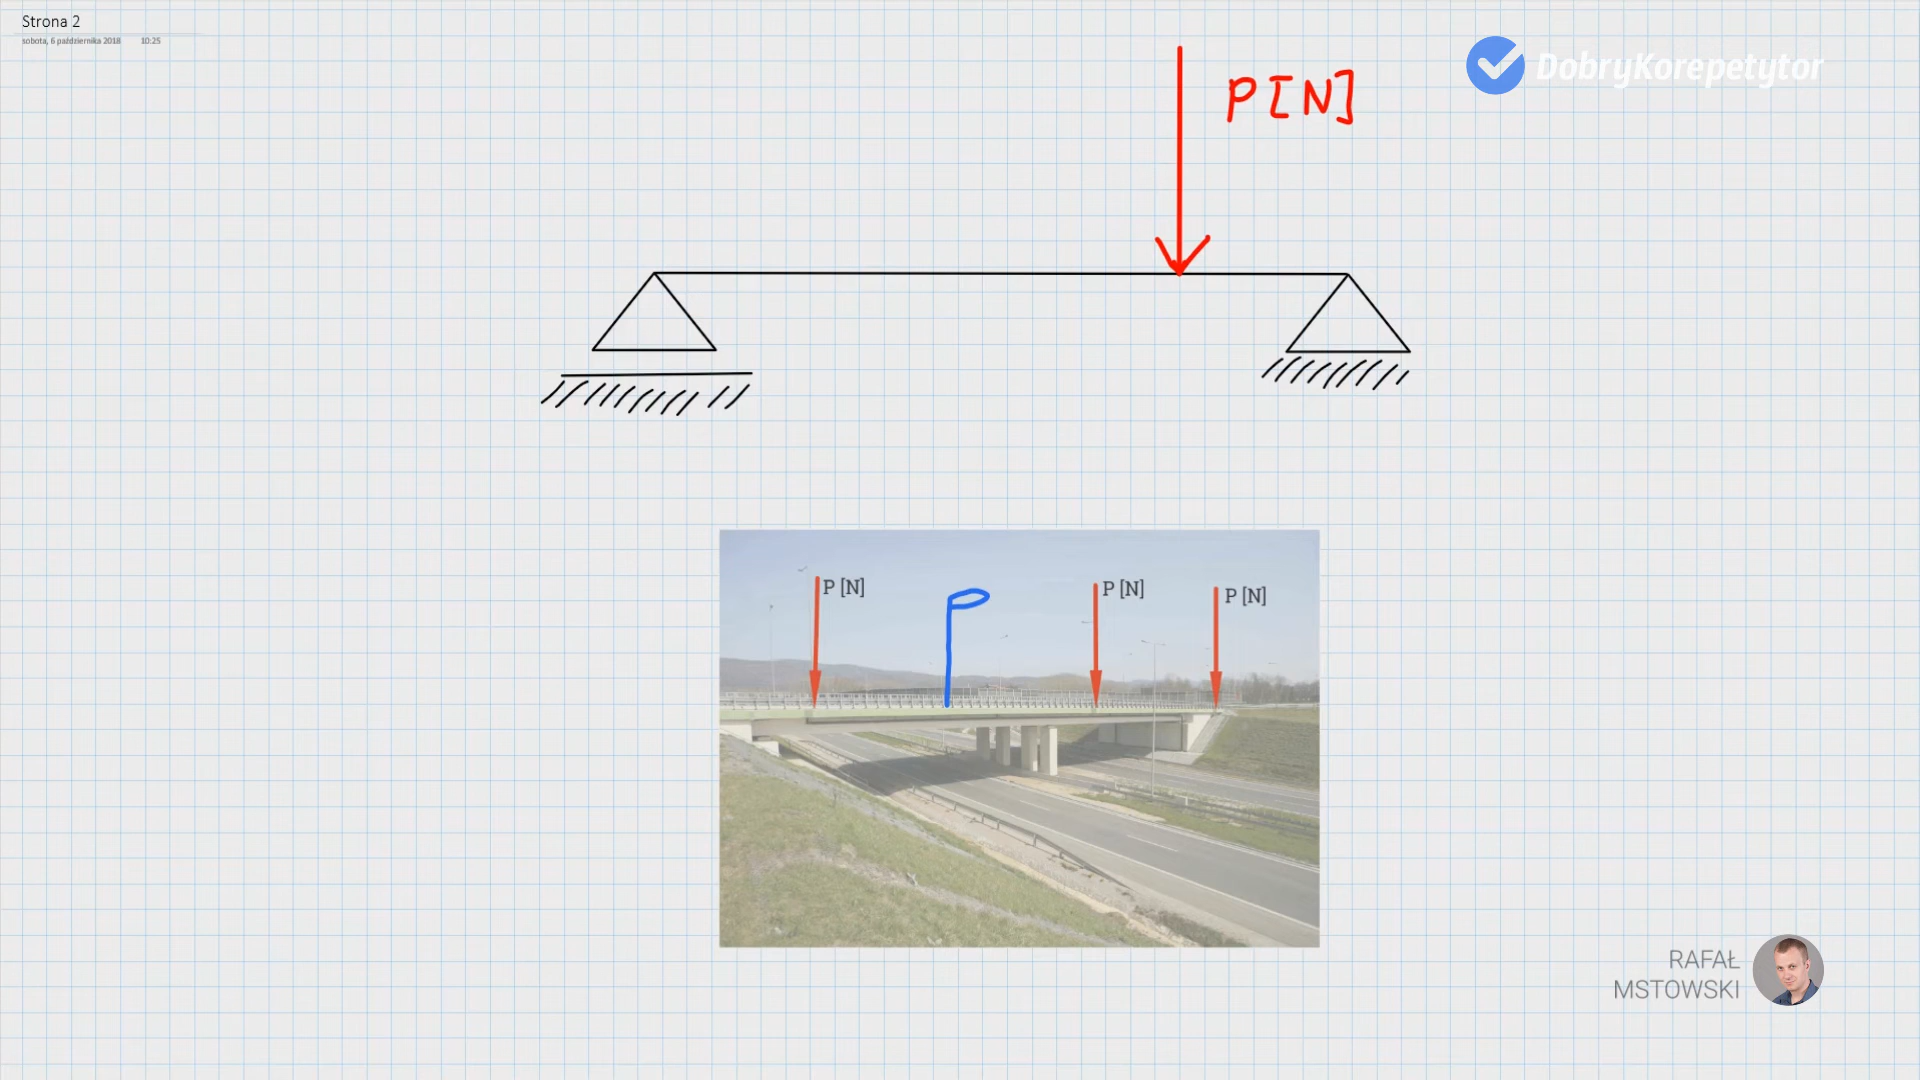 Strona 2
sobota, 6 października 2018 10:25
DobryKorepetytor
P[N]
P [N]
P [N]
P [N]
RAFAŁ
MSTOWSKI